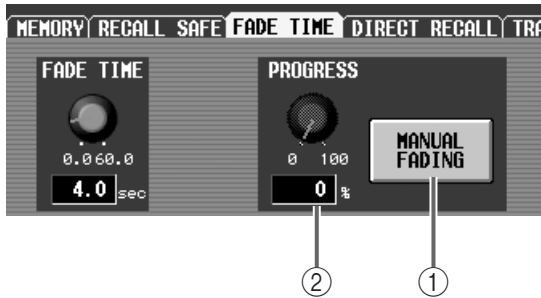 MEMORY RECALL SAFE FADE TIME DIRECT RECALL
FADE TIME
0.0 60.0
4.0 sec
PROGRESS
0 100
0 %
MANUAL
FADING
② ①